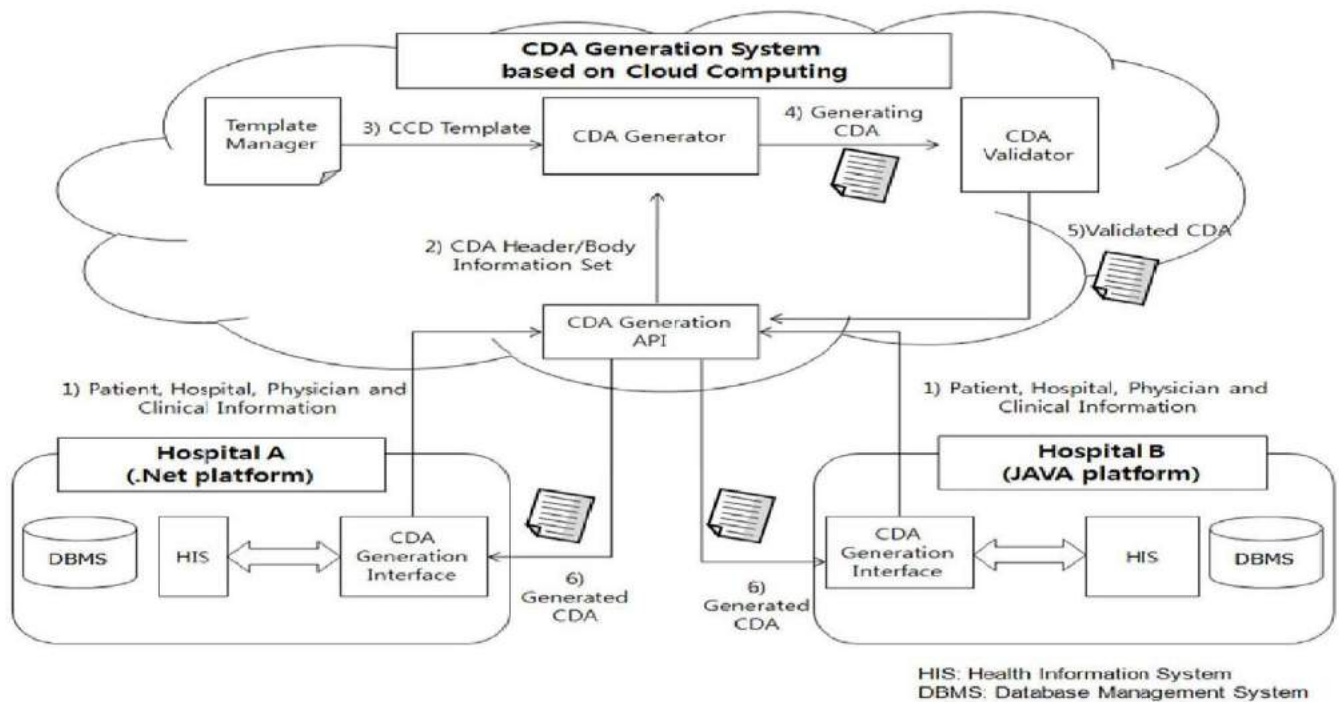 CDA Generation System
based on Cloud Computing
Template
Manager
3) CCD Template
CDA Generator
4) Generating
CDA
CDA
Validator
2) CDA Header/Body
Information Set
5)Validated CDA
CDA Generation
API
1) Patient, Hospital, Physician and
Clinical Information
1) Patient, Hospital, Physician and
Clinical Information
Hospital A
(.Net platform)
Hospital B
(JAVA platform)
DBMS
HIS
CDA
Generation
Interface
6)
Generated
CDA
6)
Generated
CDA
CDA
Generation
Interface
HIS
DBMS
HIS: Health Information System
DBMS: Database Management System